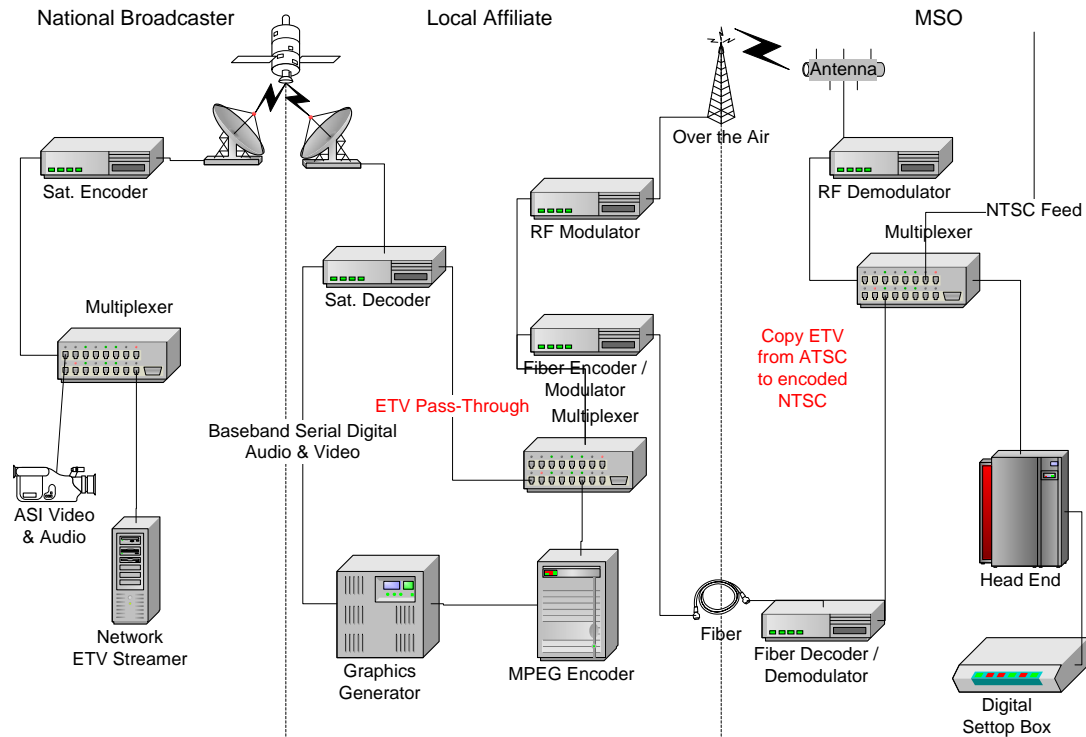 National Broadcaster
Local Affiliate
MSO
Antenna
Over the Air
Sat. Encoder
RF Modulator
RF Demodulator
NTSC Feed
Multiplexer
Sat. Decoder
Multiplexer
Fiber Encoder /
Modulator
Copy ETV
from ATSC
to encoded
NTSC
ETV Pass-Through
Multiplexer
Baseband Serial Digital
Audio & Video
ASI Video
& Audio
Network
ETV Streamer
Graphics
Generator
MPEG Encoder
Fiber
Fiber Decoder /
Demodulator
Head End
Digital
Settop Box